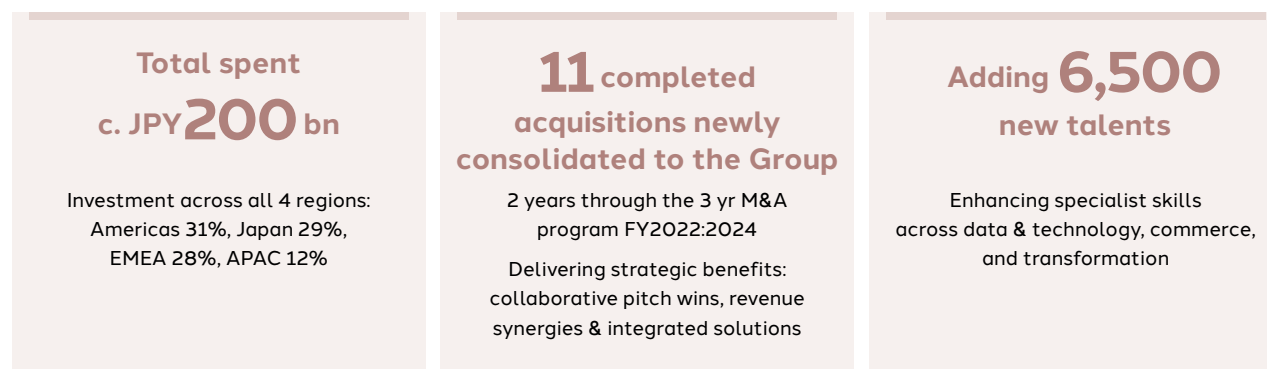 Total spent
c. JPY200 bn
Investment across all 4 regions:
Americas 31%, Japan 29%,
EMEA 28%, APAC 12%
11 completed
acquisitions newly
consolidated to the Group
2 years through the 3 yr M&A
program FY2022:2024
Delivering strategic benefits:
collaborative pitch wins, revenue
synergies & integrated solutions
Adding 6,500
new talents
Enhancing specialist skills
across data & technology, commerce,
and transformation